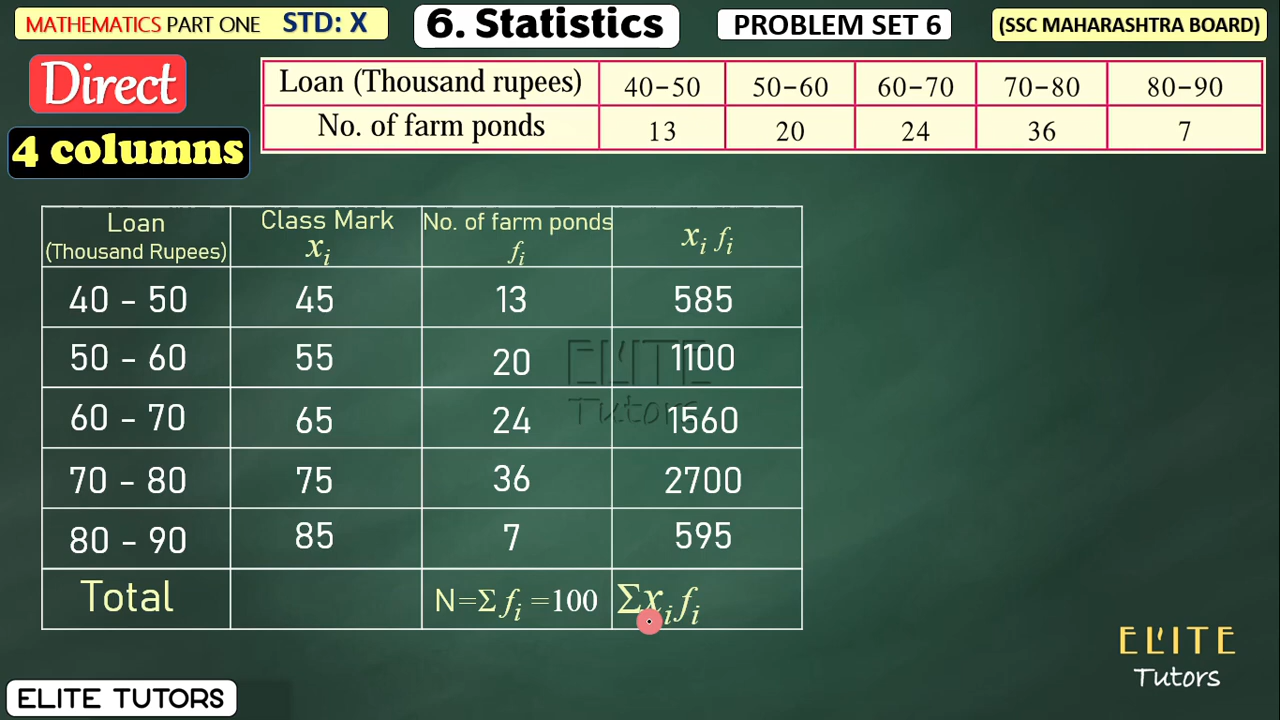 MATHEMATICS PART ONE STD: X
6. Statistics
PROBLEM SET 6
(SSC MAHARASHTRA BOARD)
Direct
4 columns
Loan (Thousand rupees) 40-50 50-60 60-70 70-80 80-90
No. of farm ponds 13 20 24 36 7
Loan (Thousand Rupees) Class Mark xᵢ No. of farm ponds fᵢ xᵢ fᵢ
40 - 50 45 13 585
50 - 60 55 20 1100
60 - 70 65 24 1560
70 - 80 75 36 2700
80 - 90 85 7 595
Total N=Σ fᵢ =100 Σxᵢfᵢ
ELITE
Tutors
ELITE
Tutors
ELITE TUTORS